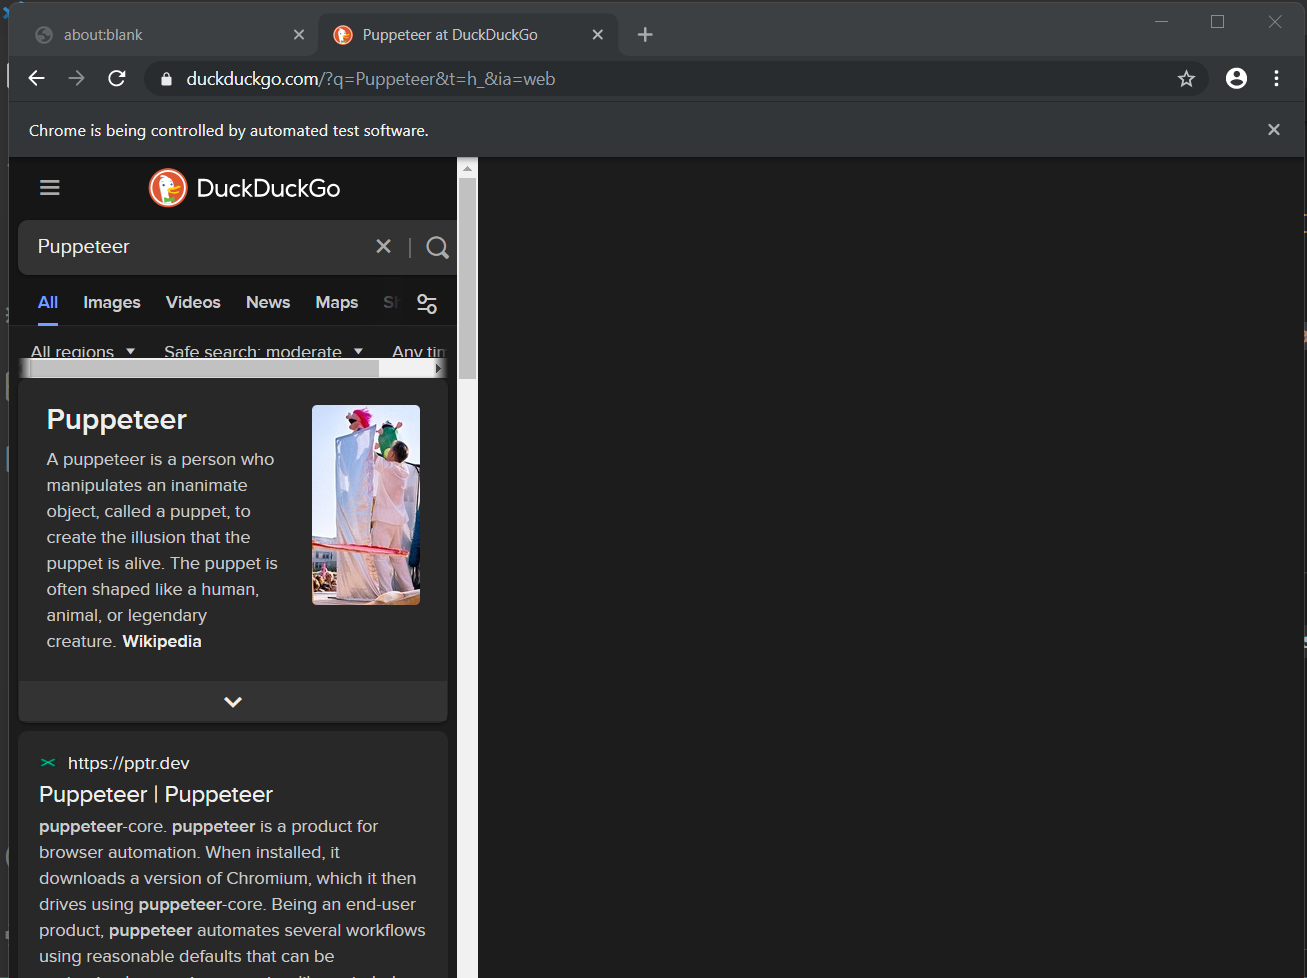 about:blank
Puppeteer at DuckDuckGo
duckduckgo.com/?q=Puppeteer&t=h_&ia=web
Chrome is being controlled by automated test software.
DuckDuckGo
Puppeteer
All Images Videos News Maps
All regions Safe search: moderate Any
Puppeteer
A puppeteer is a person who
manipulates an inanimate
object, called a puppet, to
create the illusion that the
puppet is alive. The puppet is
often shaped like a human,
animal, or legendary
creature. Wikipedia
https://pptr.dev
Puppeteer | Puppeteer
puppeteer-core. puppeteer is a product for
browser automation. When installed, it
downloads a version of Chromium, which it then
drives using puppeteer-core. Being an end-user
product, puppeteer automates several workflows
using reasonable defaults that can be